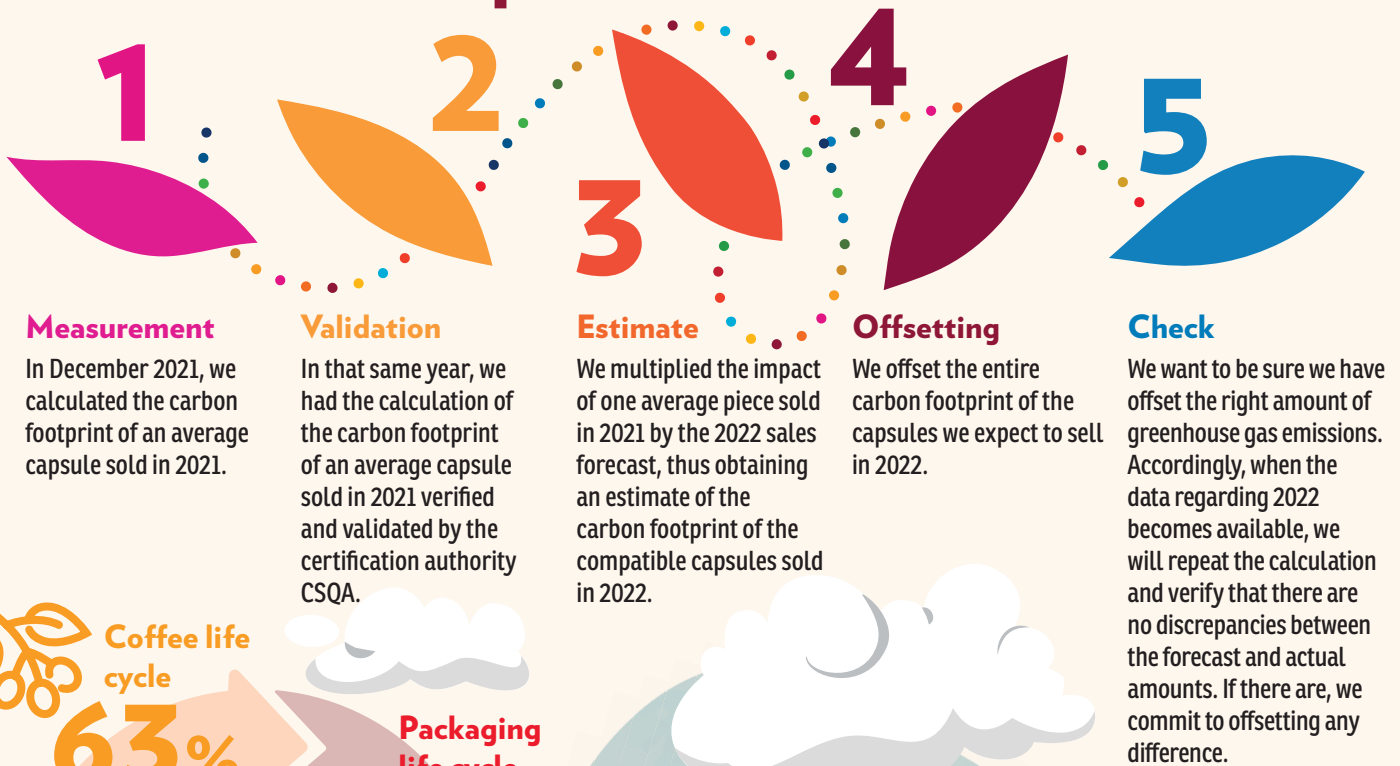 1
2
3
4
5
Measurement
In December 2021, we
calculated the carbon
footprint of an average
capsule sold in 2021.
Validation
In that same year, we
had the calculation of
the carbon footprint
of an average capsule
sold in 2021 verified
and validated by the
certification authority
CSQA.
Estimate
We multiplied the impact
of one average piece sold
in 2021 by the 2022 sales
forecast, thus obtaining
an estimate of the
carbon footprint of the
compatible capsules sold
in 2022.
Offsetting
We offset the entire
carbon footprint of the
capsules we expect to sell
in 2022.
Check
We want to be sure we have
offset the right amount of
greenhouse gas emissions.
Accordingly, when the
data regarding 2022
becomes available, we
will repeat the calculation
and verify that there are
no discrepancies between
the forecast and actual
amounts. If there are, we
commit to offsetting any
difference.
Coffee life
cycle
63%
Packaging
life cycle